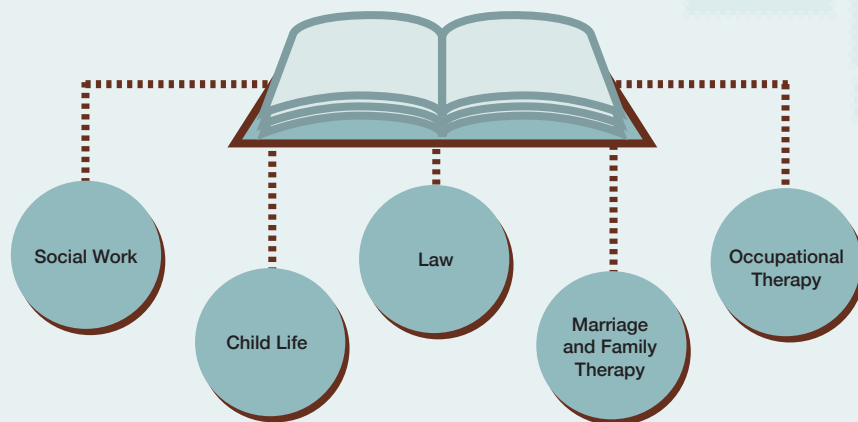 Social Work
Child Life
Law
Marriage
and Family
Therapy
Occupational
Therapy